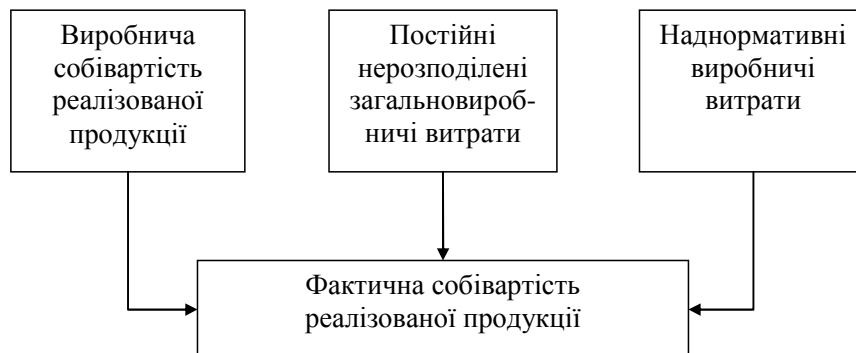 Виробнича
собівартість
реалізованої
продукції
Постійні
нерозподілені
загальновироб-
ничі витрати
Наднормативні
виробничі
витрати
Фактична собівартість
реалізованої продукції